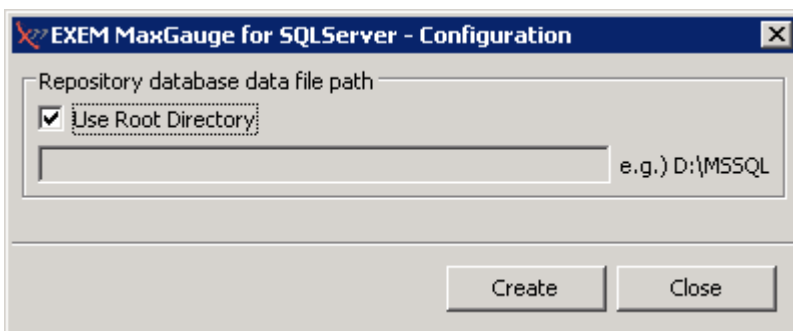 EXEM MaxGauge for SQLServer - Configuration
Repository database data file path
Use Root Directory
e.g.) D:\MSSQL
Create Close